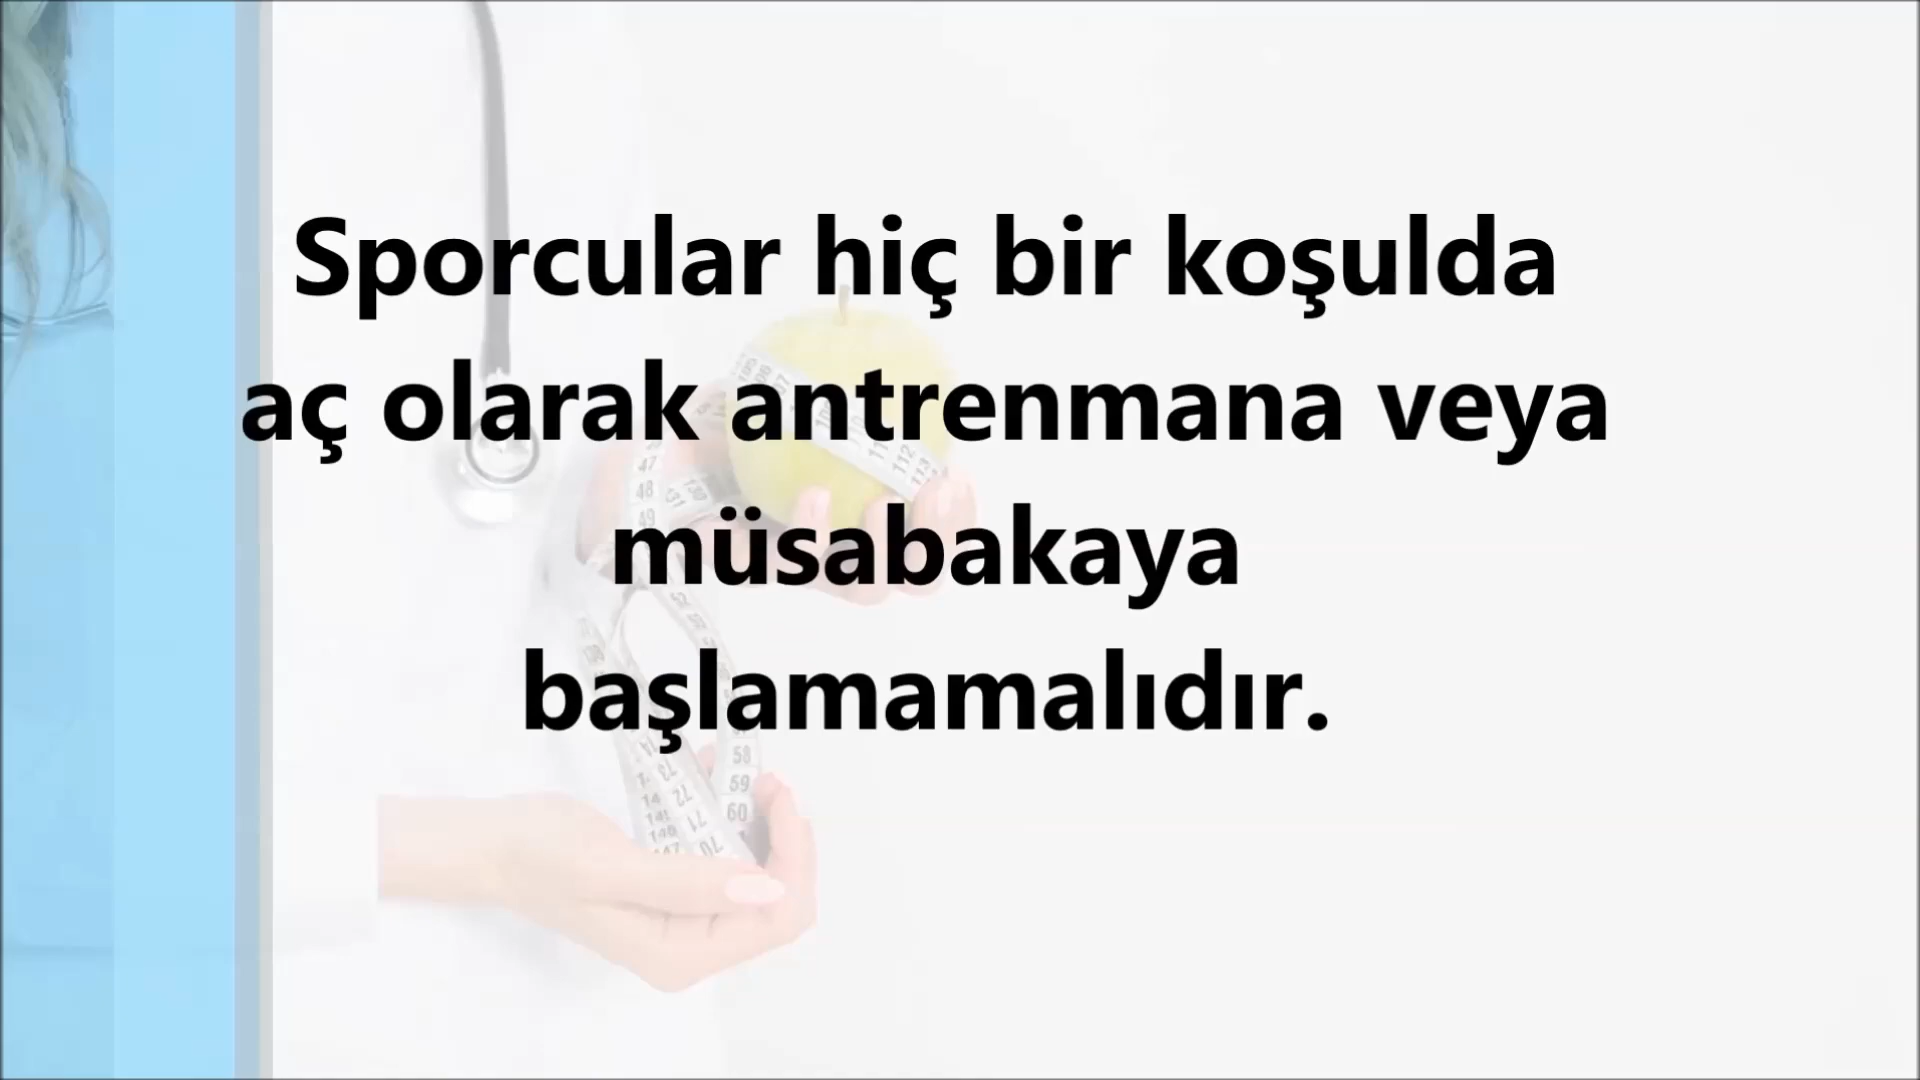 Sporcular hiç bir koşulda
aç olarak antrenmana veya
müsabakaya
başlamamalıdır.